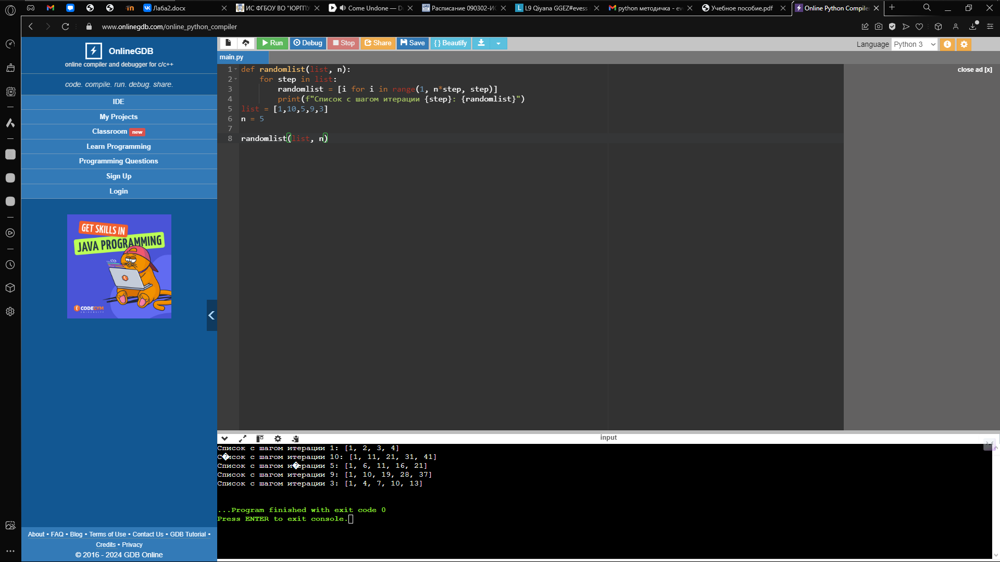 Лаба2.docx
ИС ФГБОУ ВО "ЮРГПУ
Come Undone — D
Расписание 090302-ИС
L9 Qiyana GGEZ#evess
python методичка - ev
Учебное пособие.pdf
Online Python Compile
www.onlinegdb.com/online_python_compiler
OnlineGDB
online compiler and debugger for c/c++
code. compile. run. debug. share.
IDE
My Projects
Classroom new
Learn Programming
Programming Questions
Sign Up
Login
GET SKILLS IN
JAVA PROGRAMMING
CODEGYM
UNIVERSITY
About • FAQ • Blog • Terms of Use • Contact Us • GDB Tutorial •
Credits • Privacy
© 2016 - 2024 GDB Online
Run Debug Stop Share Save { } Beautify
Language Python 3
main.py
close ad [x]
1 def randomlist(list, n):
2     for step in list:
3         randomlist = [i for i in range(1, n*step, step)]
4         print(f"Список с шагом итерации {step}: {randomlist}")
5 list = [1,10,5,9,3]
6 n = 5
7
8 randomlist(list, n)
input
Список с шагом итерации 1: [1, 2, 3, 4]
С�исок с шагом итерации 10: [1, 11, 21, 31, 41]
Список с шагом и�ерации 5: [1, 6, 11, 16, 21]
Список с шагом итерации 9: [1, 10, 19, 28, 37]
Список с шагом итерации 3: [1, 4, 7, 10, 13]
...Program finished with exit code 0
Press ENTER to exit console.